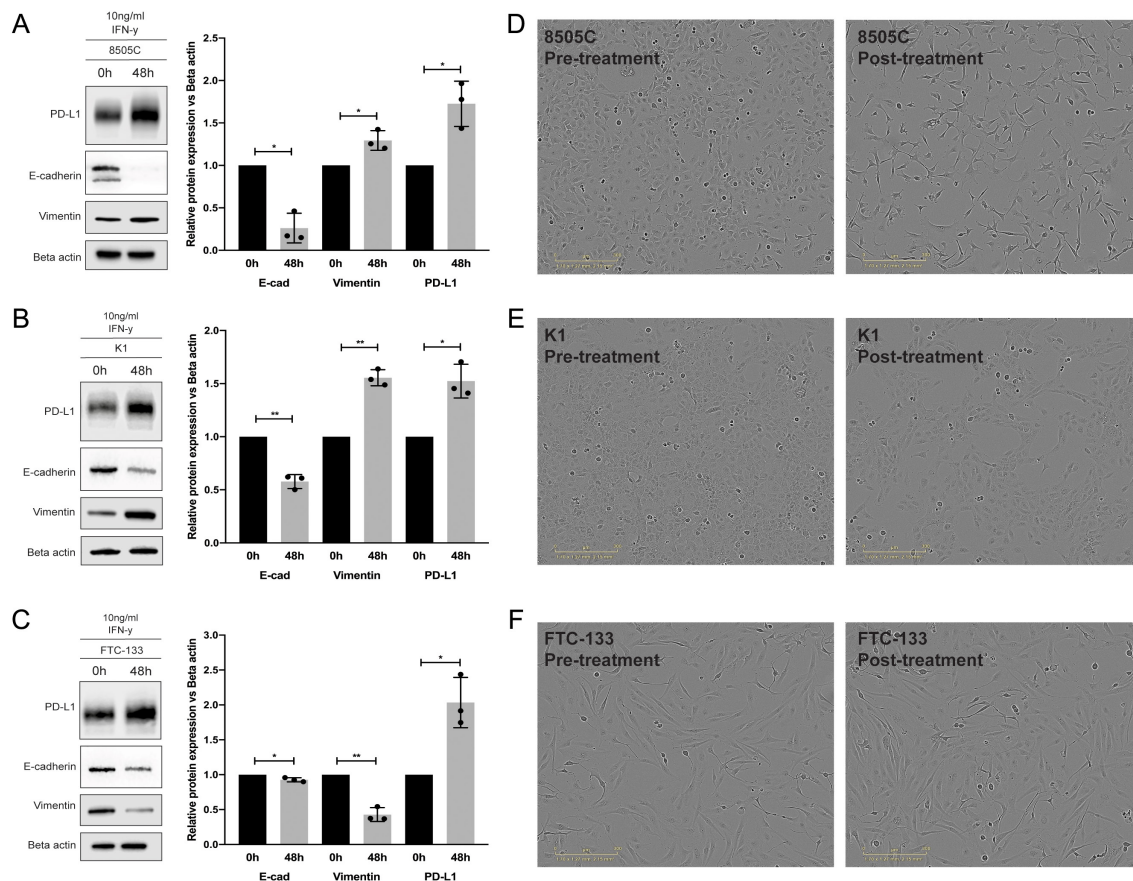 A
10ng/ml
IFN-y
8505C
0h 48h
PD-L1
E-cadherin
Vimentin
Beta actin
Relative protein expression vs Beta actin
2.5
2.0
1.5
1.0
0.5
0.0
*
*
*
0h 48h 0h 48h 0h 48h
E-cad Vimentin PD-L1
D
8505C
Pre-treatment
8505C
Post-treatment
B
10ng/ml
IFN-y
K1
0h 48h
PD-L1
E-cadherin
Vimentin
Beta actin
Relative protein expression vs Beta actin
2.0
1.5
1.0
0.5
0.0
**
**
*
0h 48h 0h 48h 0h 48h
E-cad Vimentin PD-L1
E
K1
Pre-treatment
K1
Post-treatment
C
10ng/ml
IFN-y
FTC-133
0h 48h
PD-L1
E-cadherin
Vimentin
Beta actin
Relative protein expression vs Beta actin
3.0
2.5
2.0
1.5
1.0
0.5
0.0
*
**
*
0h 48h 0h 48h 0h 48h
E-cad Vimentin PD-L1
F
FTC-133
Pre-treatment
FTC-133
Post-treatment